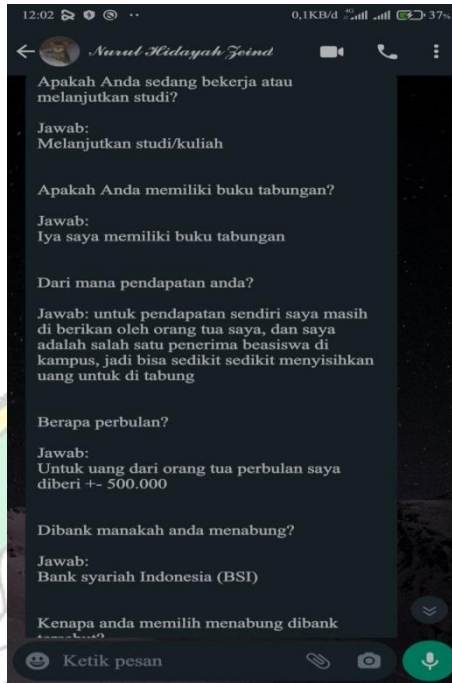 12:02
0,1KB/d 4G 37%
Nurul Hidayah Zeind
Apakah Anda sedang bekerja atau
melanjutkan studi?
Jawab:
Melanjutkan studi/kuliah
Apakah Anda memiliki buku tabungan?
Jawab:
Iya saya memiliki buku tabungan
Dari mana pendapatan anda?
Jawab: untuk pendapatan sendiri saya masih
di berikan oleh orang tua saya, dan saya
adalah salah satu penerima beasiswa di
kampus, jadi bisa sedikit sedikit menyisihkan
uang untuk di tabung
Berapa perbulan?
Jawab:
Untuk uang dari orang tua perbulan saya
diberi +- 500.000
Dibank manakah anda menabung?
Jawab:
Bank syariah Indonesia (BSI)
Kenapa anda memilih menabung dibank
tersebut?
Ketik pesan